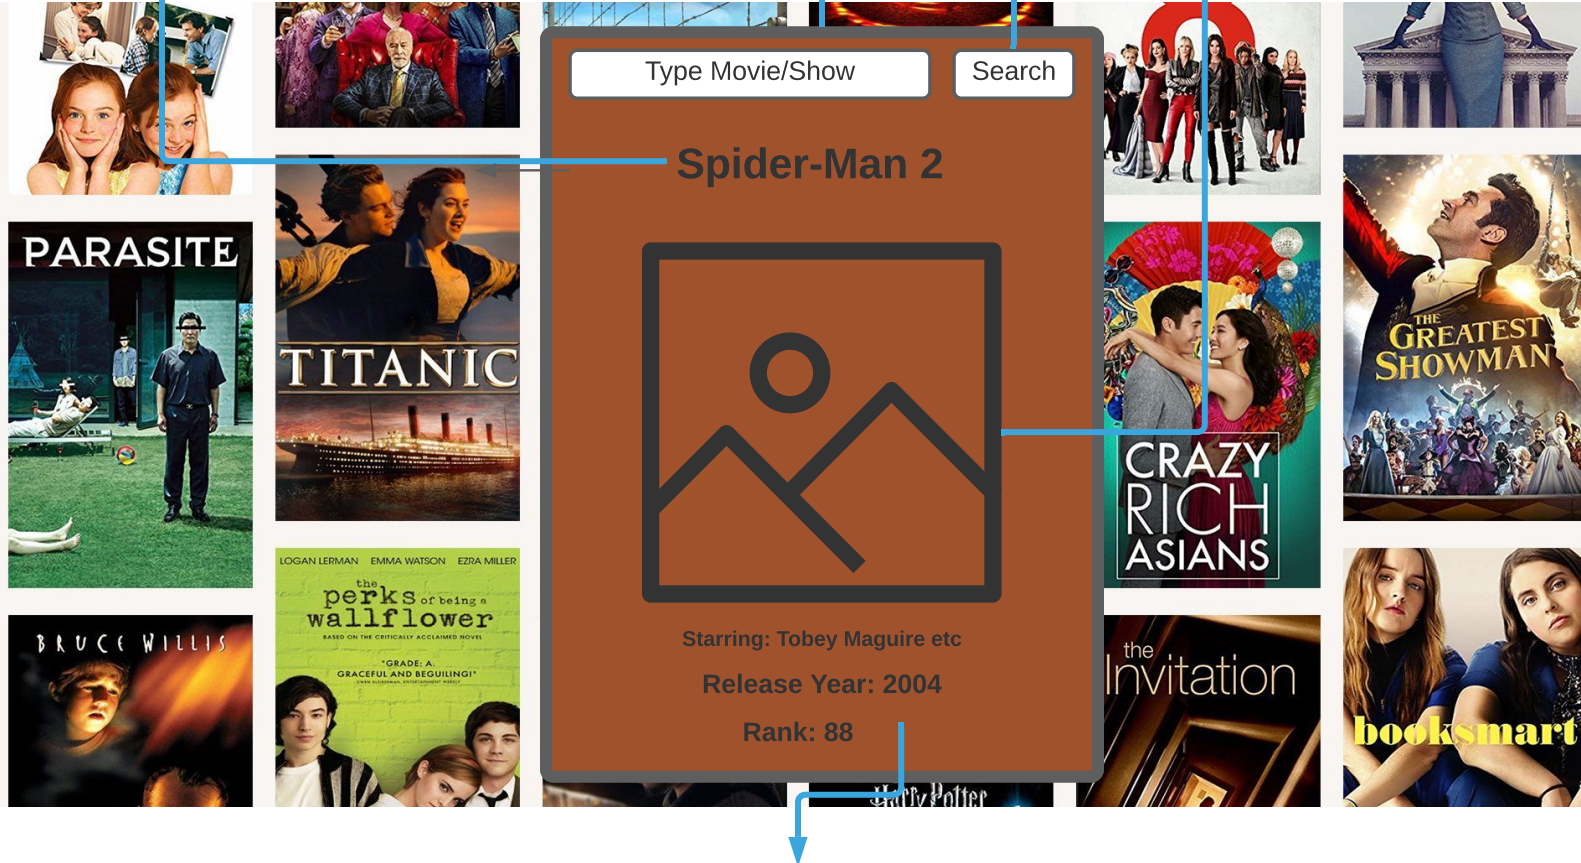 Type Movie/Show
Search
Spider-Man 2
Starring: Tobey Maguire etc
Release Year: 2004
Rank: 88
PARASITE
TITANIC
LOGAN LERMAN EMMA WATSON EZRA MILLER
the
perks of being a
wallflower
BASED ON THE CRITICALLY ACCLAIMED NOVEL
"GRADE: A.
GRACEFUL AND BEGUILING!"
BRUCE WILLIS
Harry Potter
CRAZY
RICH
ASIANS
the
Invitation
THE
GREATEST
SHOWMAN
booksmart